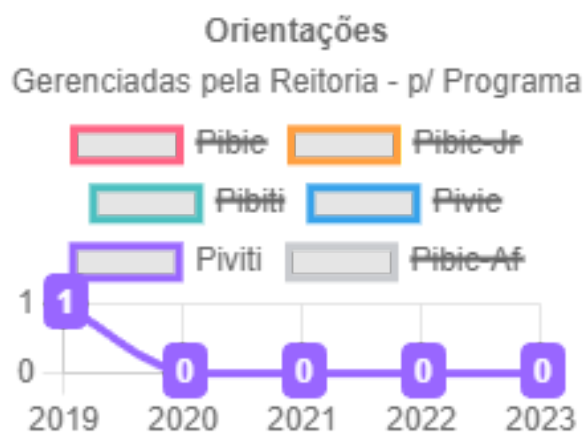 Orientações
Gerenciadas pela Reitoria - p/ Programa
Pibic Pibic-Jr
Pibiti Pivic
Piviti Pibic-Af
1 1
0 0 0 0 0
2019 2020 2021 2022 2023